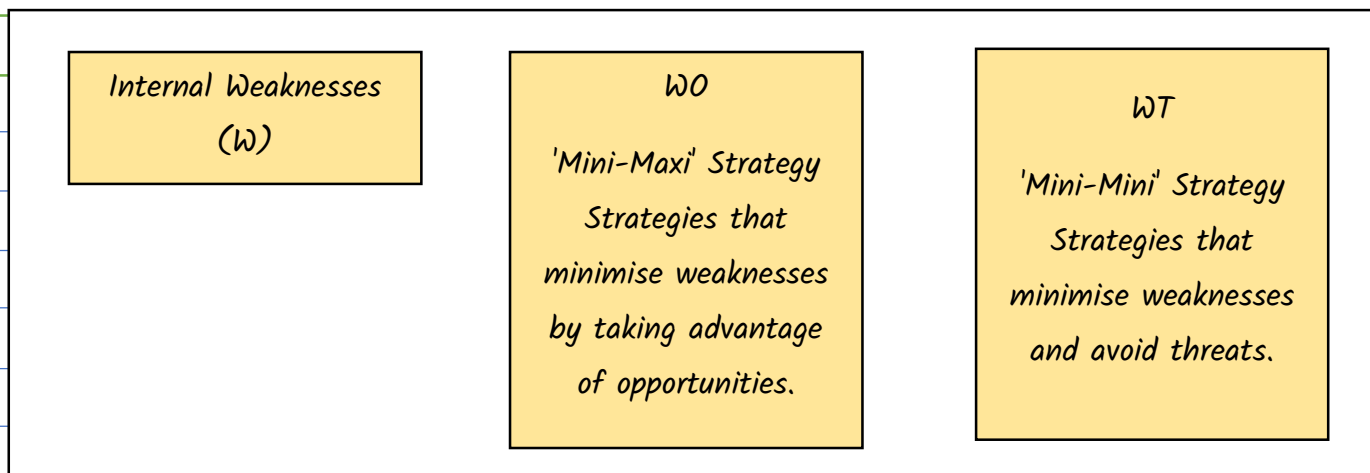 Internal Weaknesses
(W)
WO
'Mini-Maxi' Strategy
Strategies that
minimise weaknesses
by taking advantage
of opportunities.
WT
'Mini-Mini' Strategy
Strategies that
minimise weaknesses
and avoid threats.